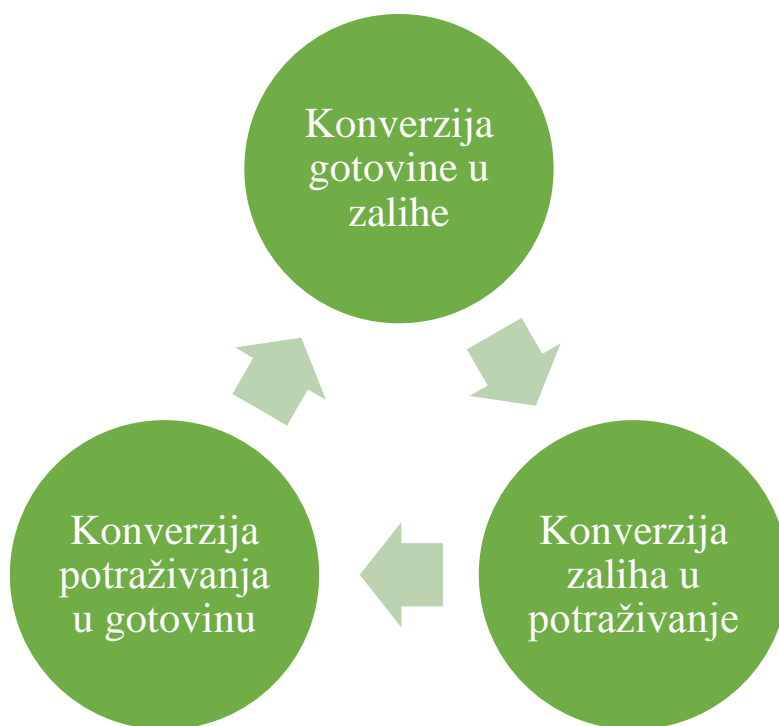 Konverzija
gotovine u
zalihe
Konverzija
zaliha u
potraživanje
Konverzija
potraživanja
u gotovinu